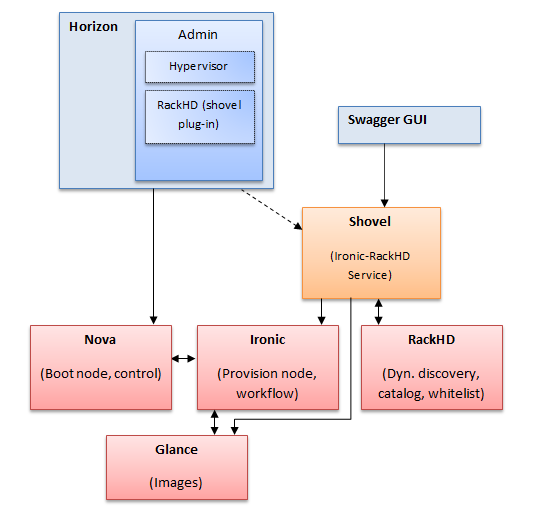 Horizon
Admin
Hypervisor
RackHD (shovel
plug-in)
Swagger GUI
Shovel
(Ironic-RackHD
Service)
Nova
(Boot node, control)
Ironic
(Provision node,
workflow)
RackHD
(Dyn. discovery,
catalog, whitelist)
Glance
(Images)